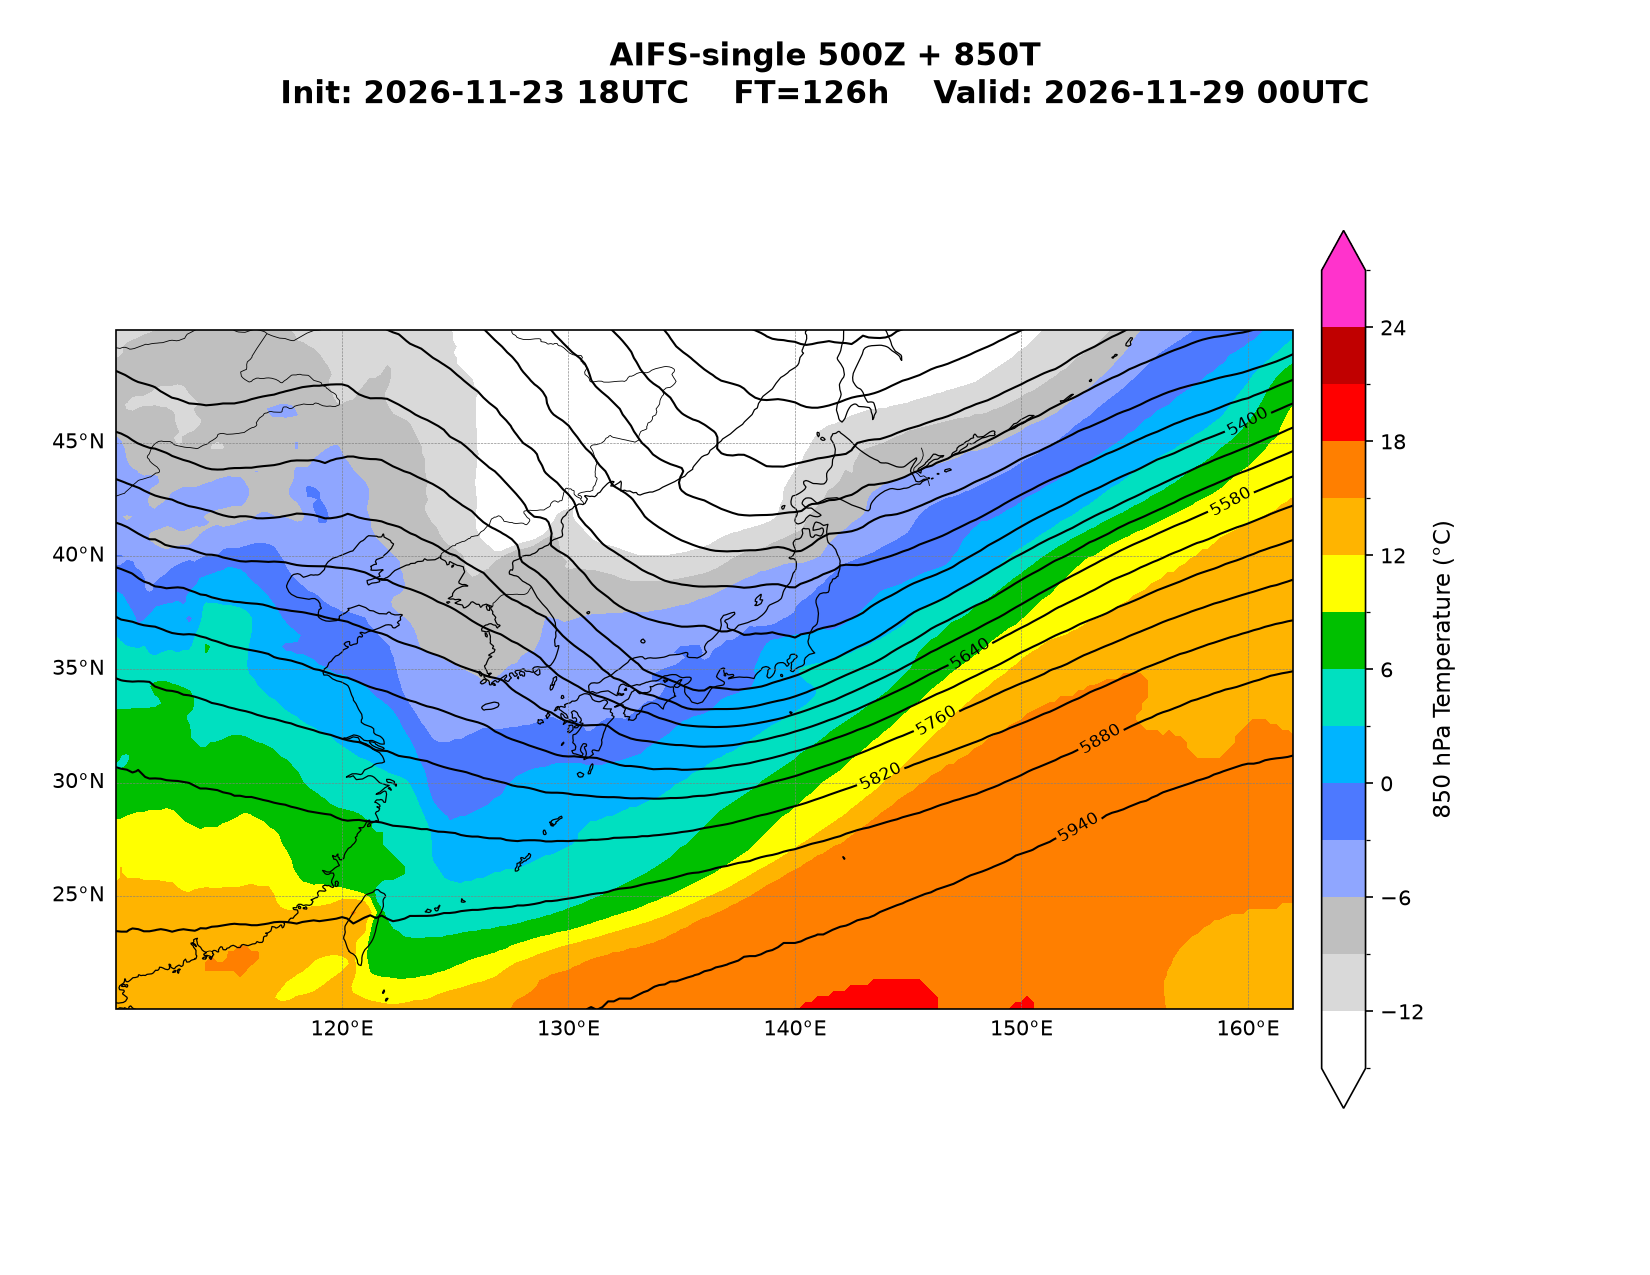 AIFS-single 500Z + 850T
Init: 2026-11-23 18UTC    FT=126h    Valid: 2026-11-29 00UTC
45°N
40°N
35°N
30°N
25°N
120°E
130°E
140°E
150°E
160°E
5400
5580
5640
5760
5820
5880
5940
24
18
12
6
0
−6
−12
850 hPa Temperature (°C)